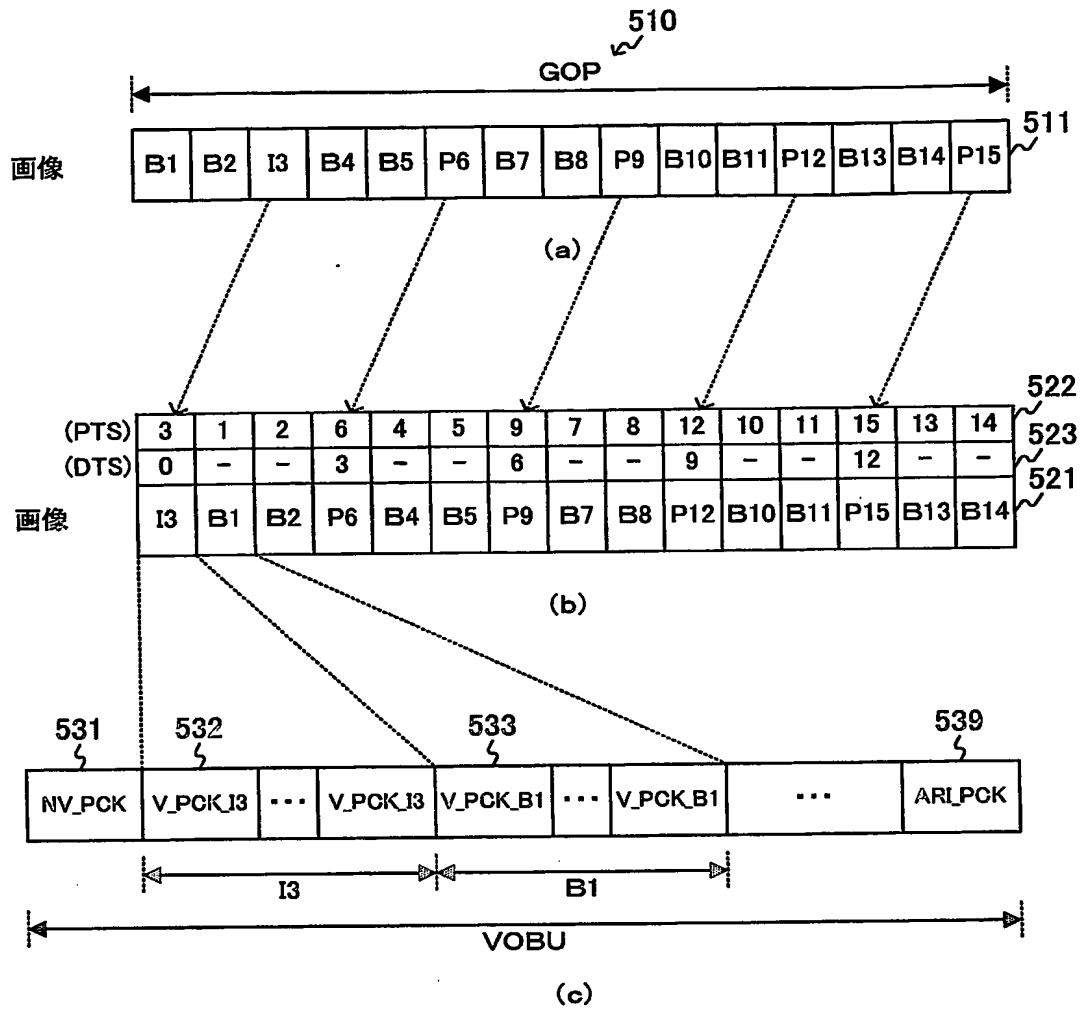 510
GOP
511
画像 B1 B2 I3 B4 B5 P6 B7 B8 P9 B10 B11 P12 B13 B14 P15
(a)
522
(PTS) 3 1 2 6 4 5 9 7 8 12 10 11 15 13 14
523
(DTS) 0 － － 3 － － 6 － － 9 － － 12 － －
521
画像 I3 B1 B2 P6 B4 B5 P9 B7 B8 P12 B10 B11 P15 B13 B14
(b)
531 532 533 539
NV_PCK V_PCK_I3 ･･･ V_PCK_I3 V_PCK_B1 ･･･ V_PCK_B1 ･･･ ARI_PCK
I3 B1
VOBU
(c)